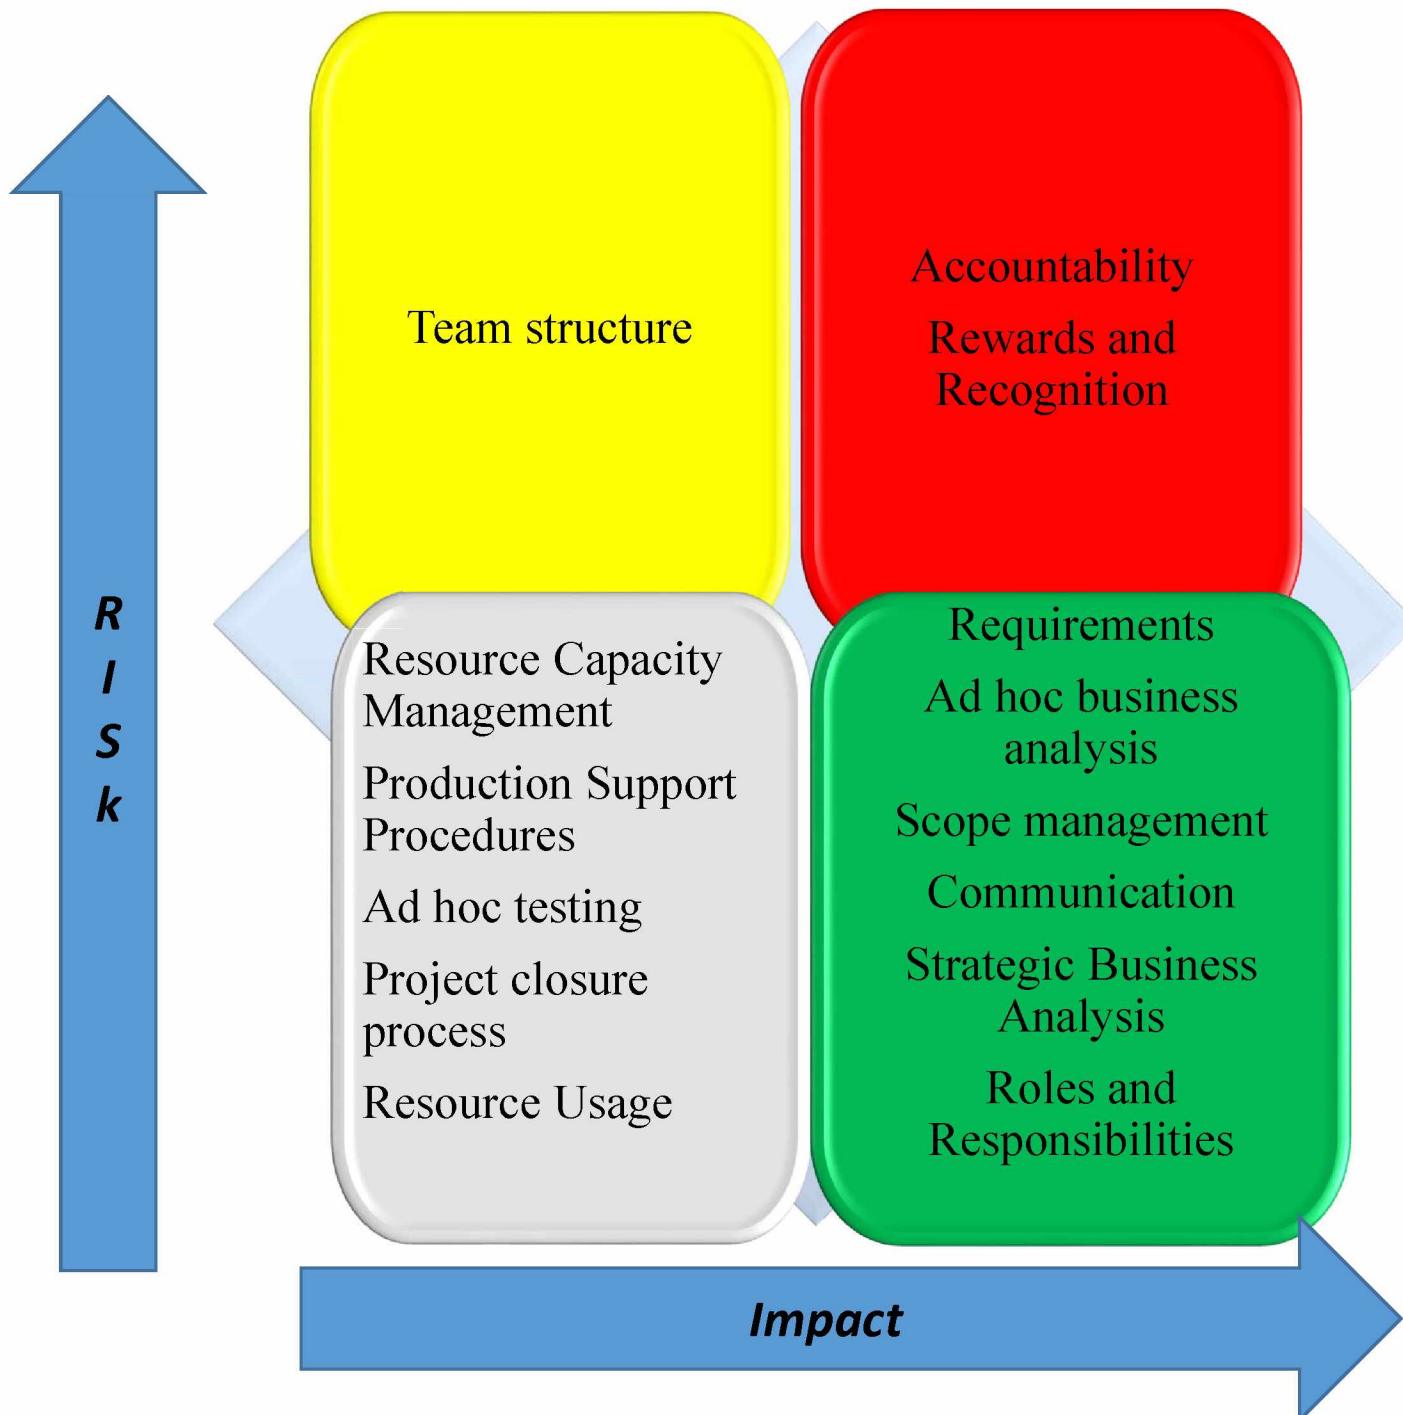 Team structure
Accountability
Rewards and
Recognition
R
I
S
k
Resource Capacity
Management
Production Support
Procedures
Ad hoc testing
Project closure
process
Resource Usage
Requirements
Ad hoc business
analysis
Scope management
Communication
Strategic Business
Analysis
Roles and
Responsibilities
Impact